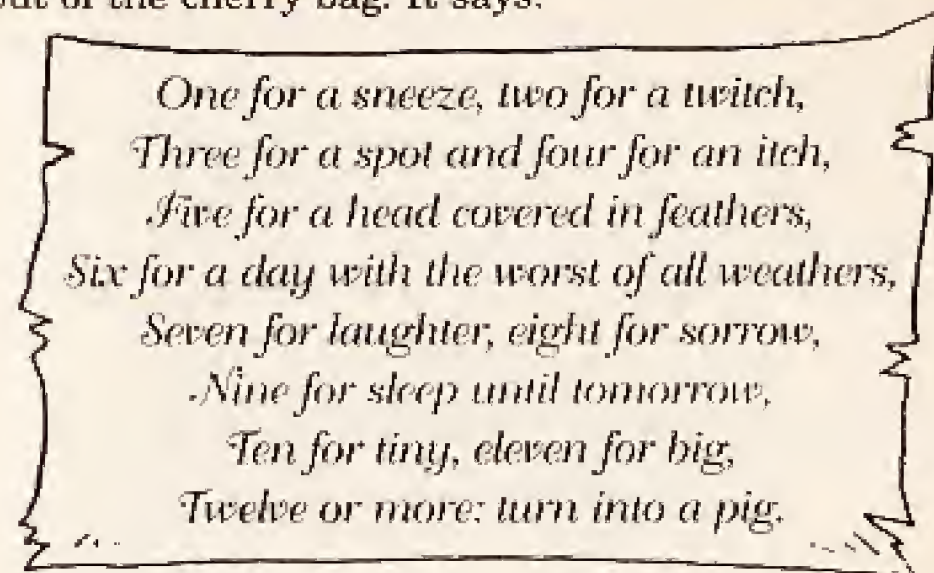 out of the cherry bag. It says:
One for a sneeze, two for a twitch,
Three for a spot and four for an itch,
Five for a head covered in feathers,
Six for a day with the worst of all weathers,
Seven for laughter, eight for sorrow,
Nine for sleep until tomorrow,
Ten for tiny, eleven for big,
Twelve or more: turn into a pig.